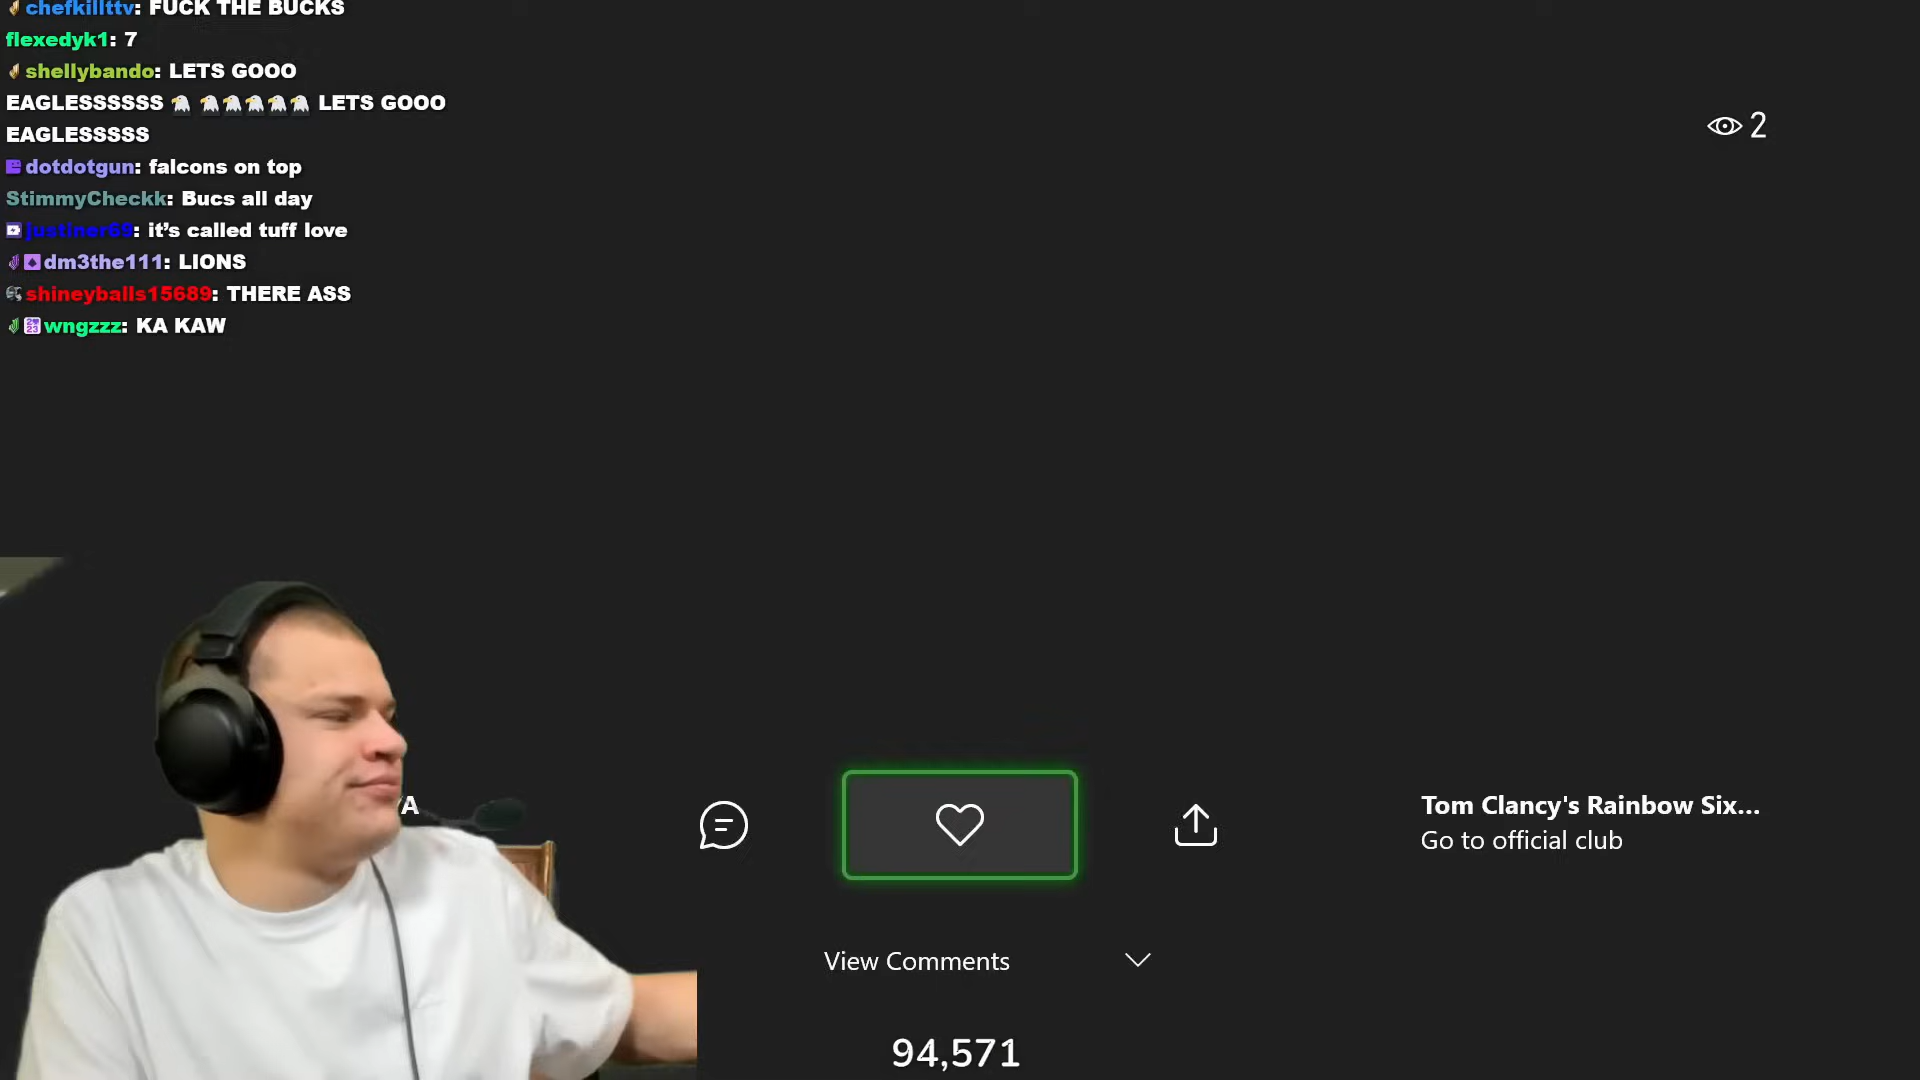 chefkillttv: FUCK THE BUCKS
flexedyk1: 7
shellybando: LETS GOOO
EAGLESSSSSS 🦅 🦅🦅🦅🦅🦅 LETS GOOO
EAGLESSSSS
dotdotgun: falcons on top
StimmyCheckk: Bucs all day
justiner69: it’s called tuff love
dm3the111: LIONS
shineyballs15689: THERE ASS
wngzzz: KA KAW
2
A
Tom Clancy's Rainbow Six...
Go to official club
View Comments
94,571